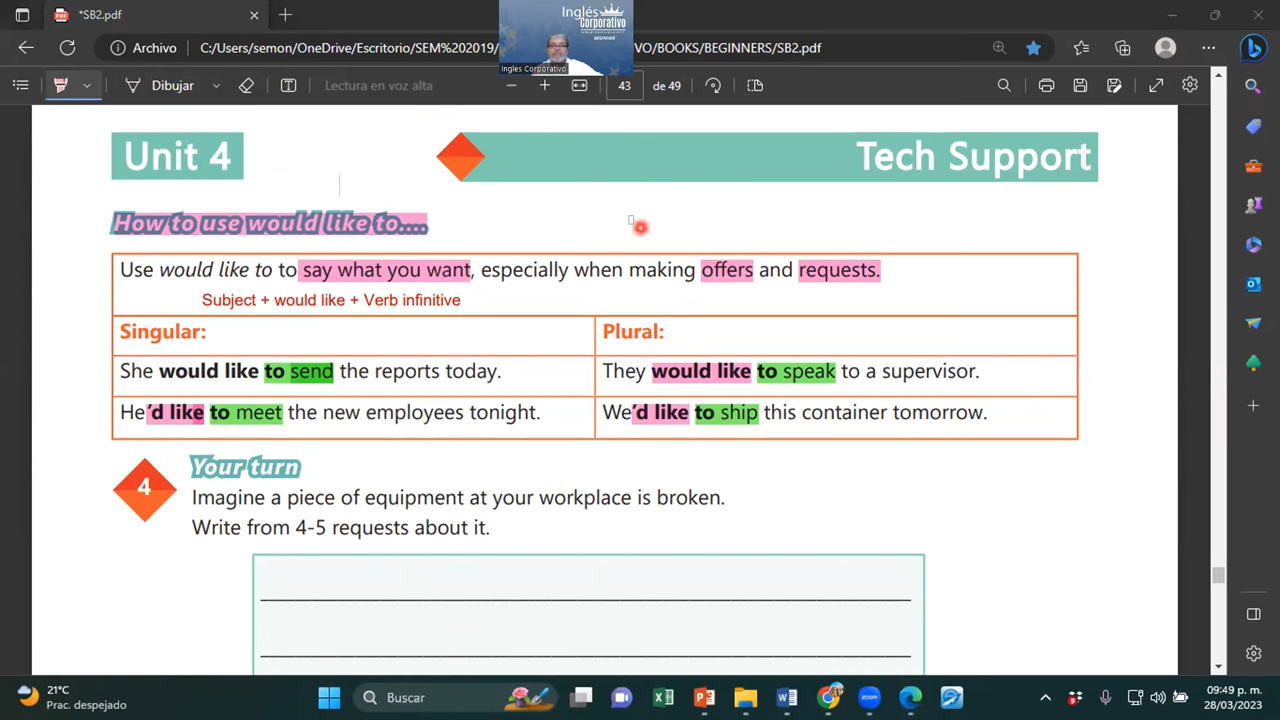 *SB2.pdf
Archivo
C:/Users/semon/OneDrive/Escritorio/SEM%202019/
VO/BOOKS/BEGINNERS/SB2.pdf
Inglés
Corporativo
BEGINNER
Ingles Corporativo
Dibujar
Lectura en voz alta
43
de 49
Unit 4
Tech Support
How to use would like to....
Use would like to to say what you want, especially when making offers and requests.
Subject + would like + Verb infinitive
Singular:
Plural:
She would like to send the reports today.
They would like to speak to a supervisor.
He'd like to meet the new employees tonight.
We'd like to ship this container tomorrow.
4
Your turn
Imagine a piece of equipment at your workplace is broken.
Write from 4-5 requests about it.
21°C
Prac. despejado
Buscar
09:49 p. m.
28/03/2023